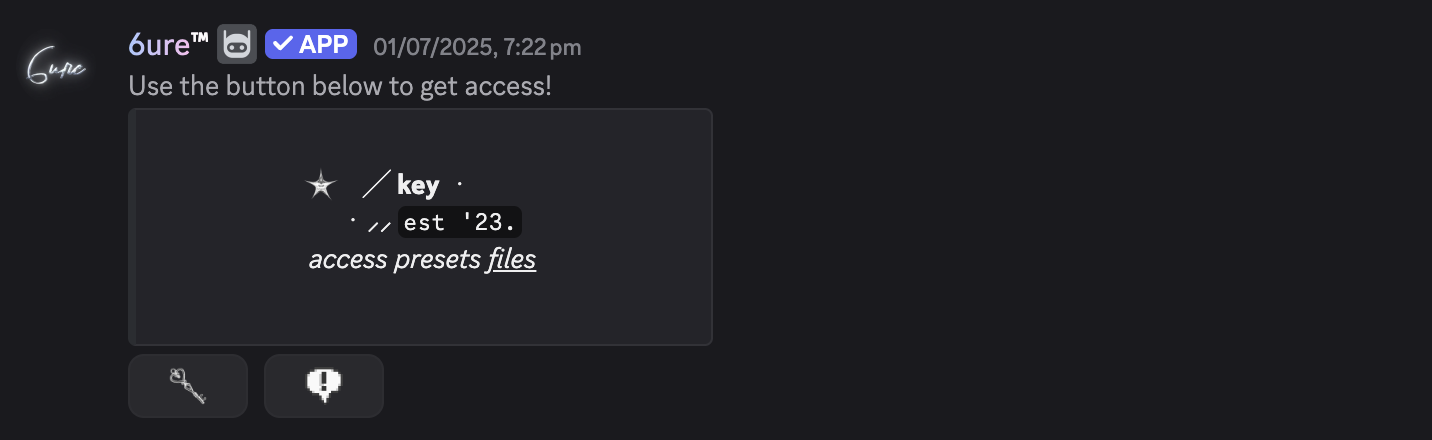 6ure
6ure™ APP 01/07/2025, 7:22 pm
Use the button below to get access!
／key ·
· ,, est '23.
access presets files
!